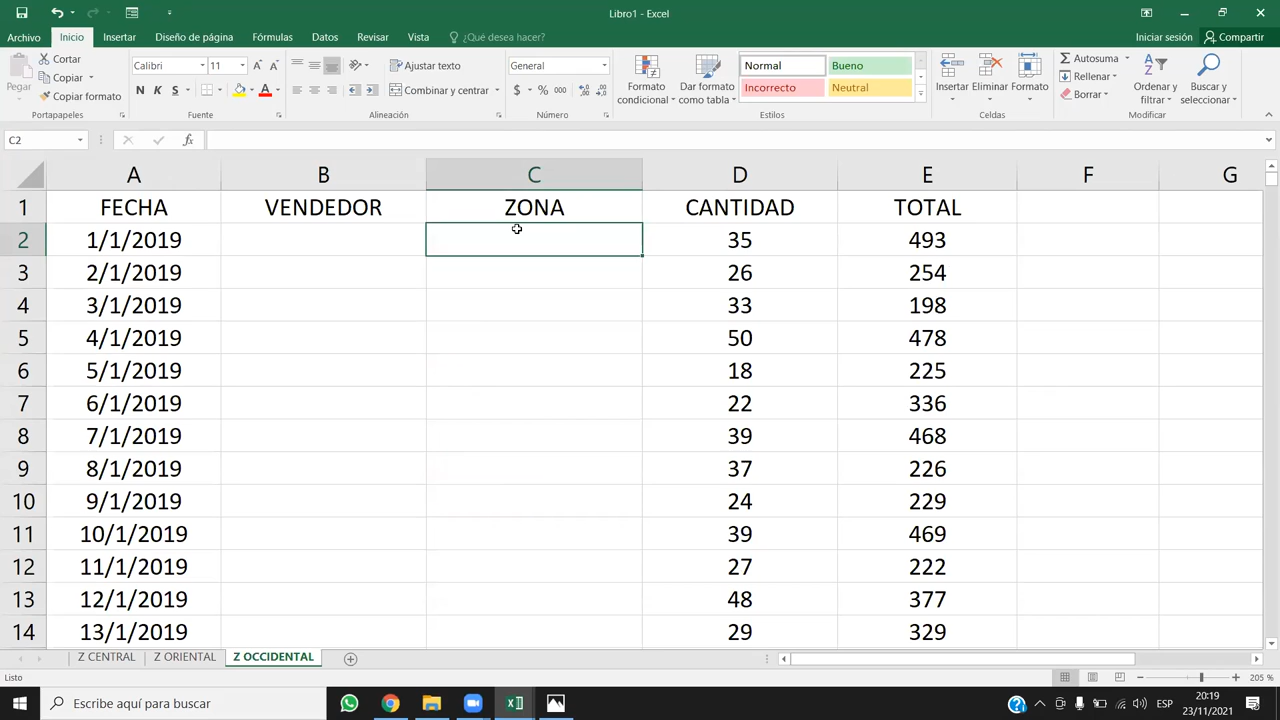 Libro1 - Excel
Archivo Inicio Insertar Diseño de página Fórmulas Datos Revisar Vista ¿Qué desea hacer? Iniciar sesión Compartir
Pegar
Cortar
Copiar
Copiar formato
Portapapeles
Calibri 11
N K S
Fuente
Ajustar texto
Combinar y centrar
Alineación
General
$ % 000
Número
Formato condicional
Dar formato como tabla
Normal Bueno
Incorrecto Neutral
Estilos
Insertar Eliminar Formato
Celdas
Autosuma
Rellenar
Borrar
Ordenar y filtrar
Buscar y seleccionar
Modificar
C2 fx
A B C D E F G
1 FECHA VENDEDOR ZONA CANTIDAD TOTAL
2 1/1/2019 35 493
3 2/1/2019 26 254
4 3/1/2019 33 198
5 4/1/2019 50 478
6 5/1/2019 18 225
7 6/1/2019 22 336
8 7/1/2019 39 468
9 8/1/2019 37 226
10 9/1/2019 24 229
11 10/1/2019 39 469
12 11/1/2019 27 222
13 12/1/2019 48 377
14 13/1/2019 29 329
Z CENTRAL Z ORIENTAL Z OCCIDENTAL
Listo 205 %
Escribe aquí para buscar
ESP
20:19
23/11/2021